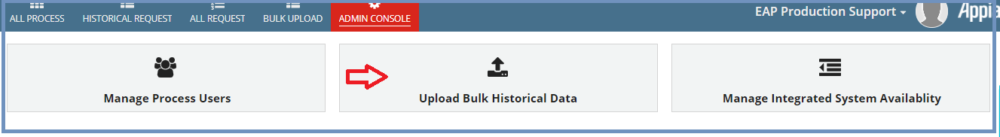 EAP Production Support
ALL PROCESS HISTORICAL REQUEST ALL REQUEST BULK UPLOAD ADMIN CONSOLE
Manage Process Users Upload Bulk Historical Data Manage Integrated System Availablity